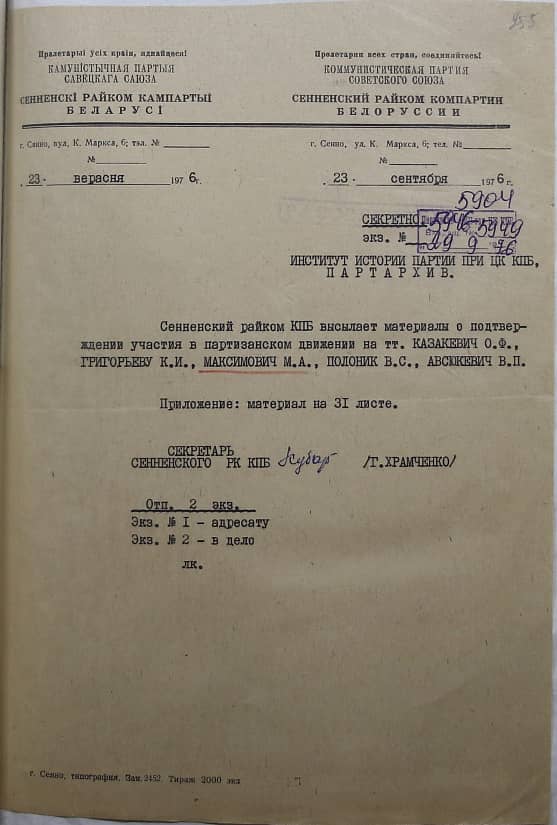 255
Пралетарыі ўсіх краін, яднайцеся!
КАМУНІСТЫЧНАЯ ПАРТЫЯ
САВЕЦКАГА САЮЗА
СЕННЕНСКІ РАЙКОМ КАМПАРТЫІ
БЕЛАРУСІ
г. Сенно, вул. К. Маркса, 6; тэл. №
№
23 · верасня 1976 г.
Пролетарии всех стран, соединяйтесь!
КОММУНИСТИЧЕСКАЯ ПАРТИЯ
СОВЕТСКОГО СОЮЗА
СЕННЕНСКИЙ РАЙКОМ КОМПАРТИИ
БЕЛОРУССИИ
г. Сенно, ул. К. Маркса, 6; тел. №
№
23 · сентября 1976 г.
5904
СЕКРЕТНО
5946-5949
экз. №
29 9 76
ИНСТИТУТ ИСТОРИИ ПАРТИИ ПРИ ЦК КПБ,
ПАРТАРХИВ.
Сенненский райком КПБ высылает материалы о подтвер-
ждении участия в партизанском движении на тт. КАЗАКЕВИЧ О.Ф.,
ГРИГОРЬЕВУ К.И., МАКСИМОВИЧ М.А., ПОЛОНИК В.С., АВСЮКЕВИЧ В.П.
Приложение: материал на 31 листе.
СЕКРЕТАРЬ
СЕННЕНСКОГО РК КПБ /Г.ХРАМЧЕНКО/
Отп. 2 экз.
Экз. № 1 - адресату
Экз. № 2 - в дело
лк.
г. Сенно, типография, Зам. 2452. Тираж 2000 экз